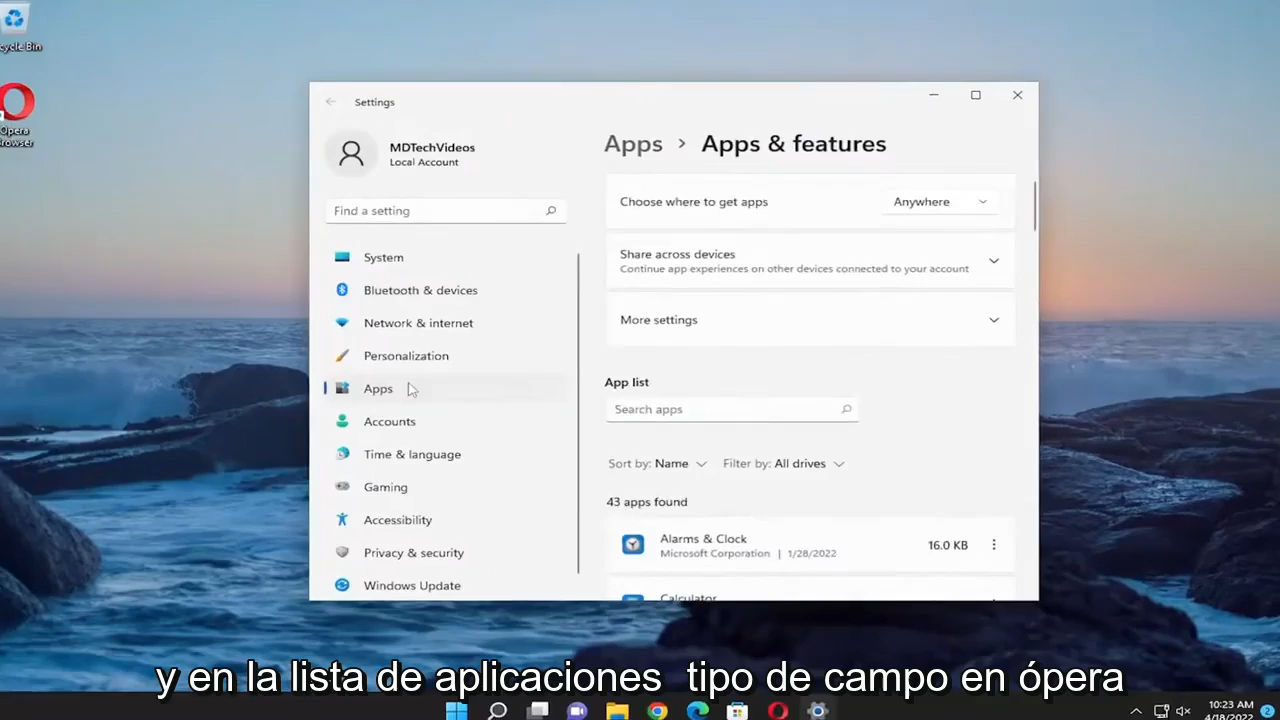 cycle Bin
Opera
rowser
Settings
MDTechVideos
Local Account
Find a setting
System
Bluetooth & devices
Network & internet
Personalization
Apps
Accounts
Time & language
Gaming
Accessibility
Privacy & security
Windows Update
Apps > Apps & features
Choose where to get apps
Anywhere
Share across devices
Continue app experiences on other devices connected to your account
More settings
App list
Search apps
Sort by: Name Filter by: All drives
43 apps found
Alarms & Clock
Microsoft Corporation | 1/28/2022
16.0 KB
Calculator
y en la lista de aplicaciones tipo de campo en ópera
10:23 AM
4/18/2022
2